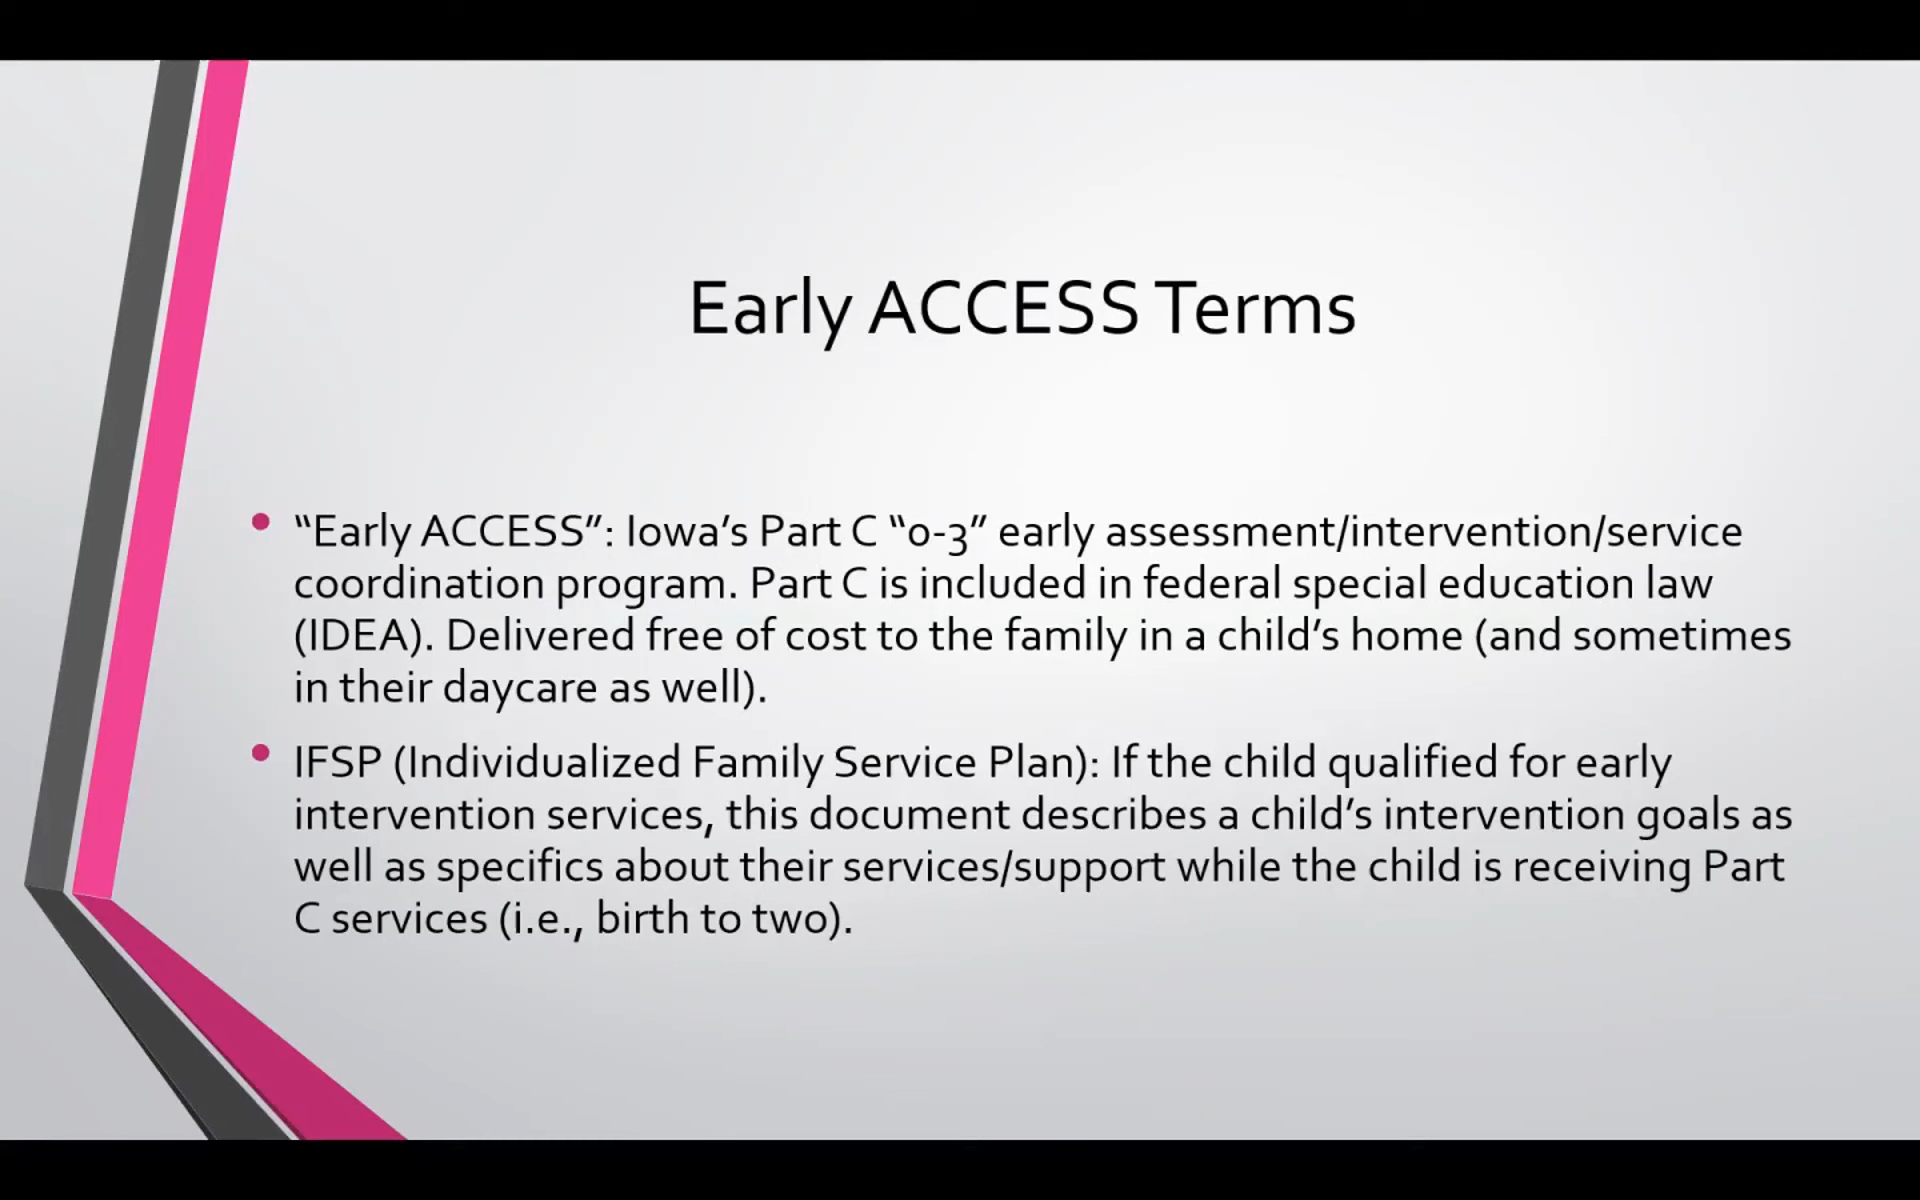 Early ACCESS Terms
• “Early ACCESS”: Iowa’s Part C “0-3” early assessment/intervention/service
coordination program. Part C is included in federal special education law
(IDEA). Delivered free of cost to the family in a child’s home (and sometimes
in their daycare as well).
• IFSP (Individualized Family Service Plan): If the child qualified for early
intervention services, this document describes a child’s intervention goals as
well as specifics about their services/support while the child is receiving Part
C services (i.e., birth to two).